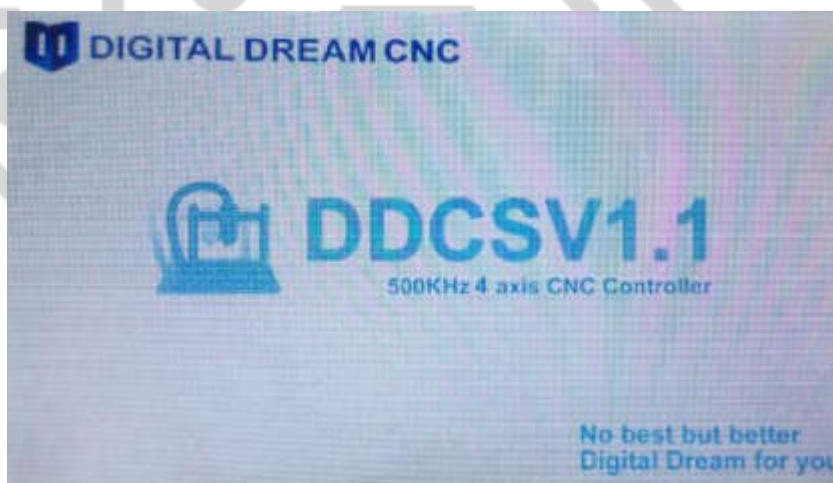 DIGITAL DREAM CNC
DDCSV1.1
500KHz 4 axis CNC Controller
No best but better
Digital Dream for you